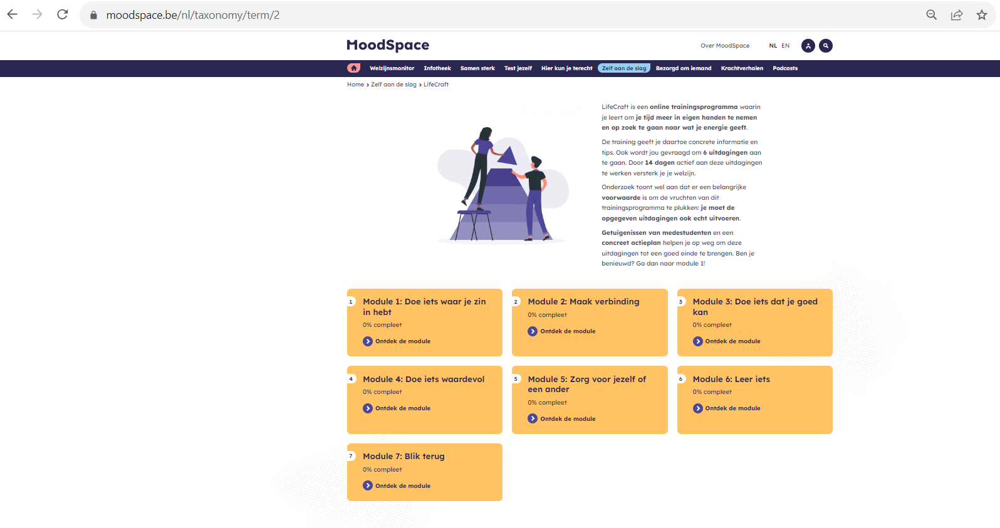 moodspace.be/nl/taxonomy/term/2
MoodSpace
Over MoodSpace NL EN
Welzijnsmonitor Infotheek Samen sterk Test jezelf Hier kun je terecht Zelf aan de slag Bezorgd om iemand Krachtverhalen Podcasts
Home › Zelf aan de slag › LifeCraft
LifeCraft is een online trainingsprogramma waarin
je leert om je tijd meer in eigen handen te nemen
en op zoek te gaan naar wat je energie geeft.
De training geeft je daartoe concrete informatie en
tips. Ook wordt jou gevraagd om 6 uitdagingen aan
te gaan. Door 14 dagen actief aan deze uitdagingen
te werken versterk je je welzijn.
Onderzoek toont wel aan dat er een belangrijke
voorwaarde is om de vruchten van dit
trainingsprogramma te plukken: je moet de
opgegeven uitdagingen ook echt uitvoeren.
Getuigenissen van medestudenten en een
concreet actieplan helpen je op weg om deze
uitdagingen tot een goed einde te brengen. Ben je
benieuwd? Ga dan naar module 1!
1
Module 1: Doe iets waar je zin
in hebt
0% compleet
Ontdek de module
2
Module 2: Maak verbinding
0% compleet
Ontdek de module
3
Module 3: Doe iets dat je goed
kan
0% compleet
Ontdek de module
4
Module 4: Doe iets waardevol
0% compleet
Ontdek de module
5
Module 5: Zorg voor jezelf of
een ander
0% compleet
Ontdek de module
6
Module 6: Leer iets
0% compleet
Ontdek de module
7
Module 7: Blik terug
0% compleet
Ontdek de module